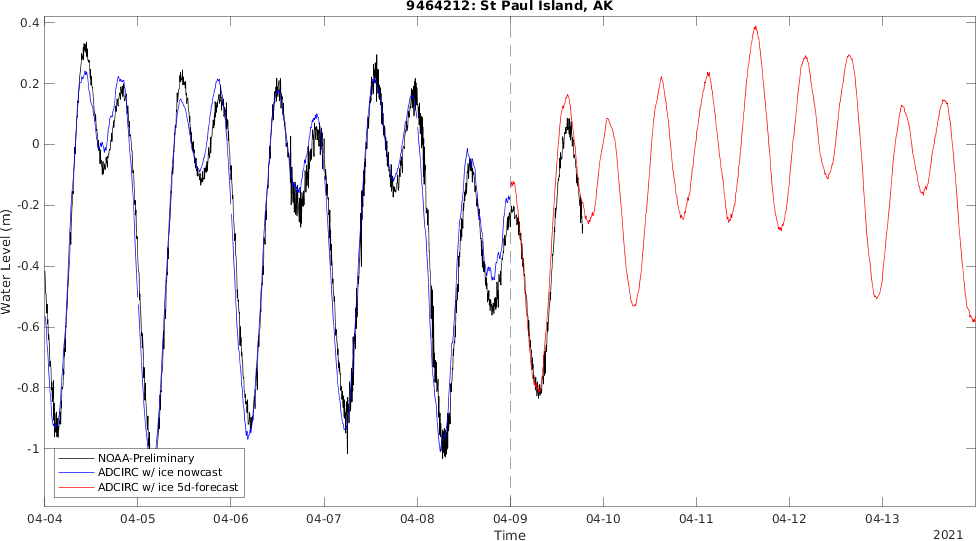 9464212: St Paul Island, AK
0.4
0.2
0
-0.2
-0.4
-0.6
-0.8
-1
Water Level (m)
NOAA-Preliminary
ADCIRC w/ ice nowcast
ADCIRC w/ ice 5d-forecast
04-04 04-05 04-06 04-07 04-08 04-09 04-10 04-11 04-12 04-13
Time
2021